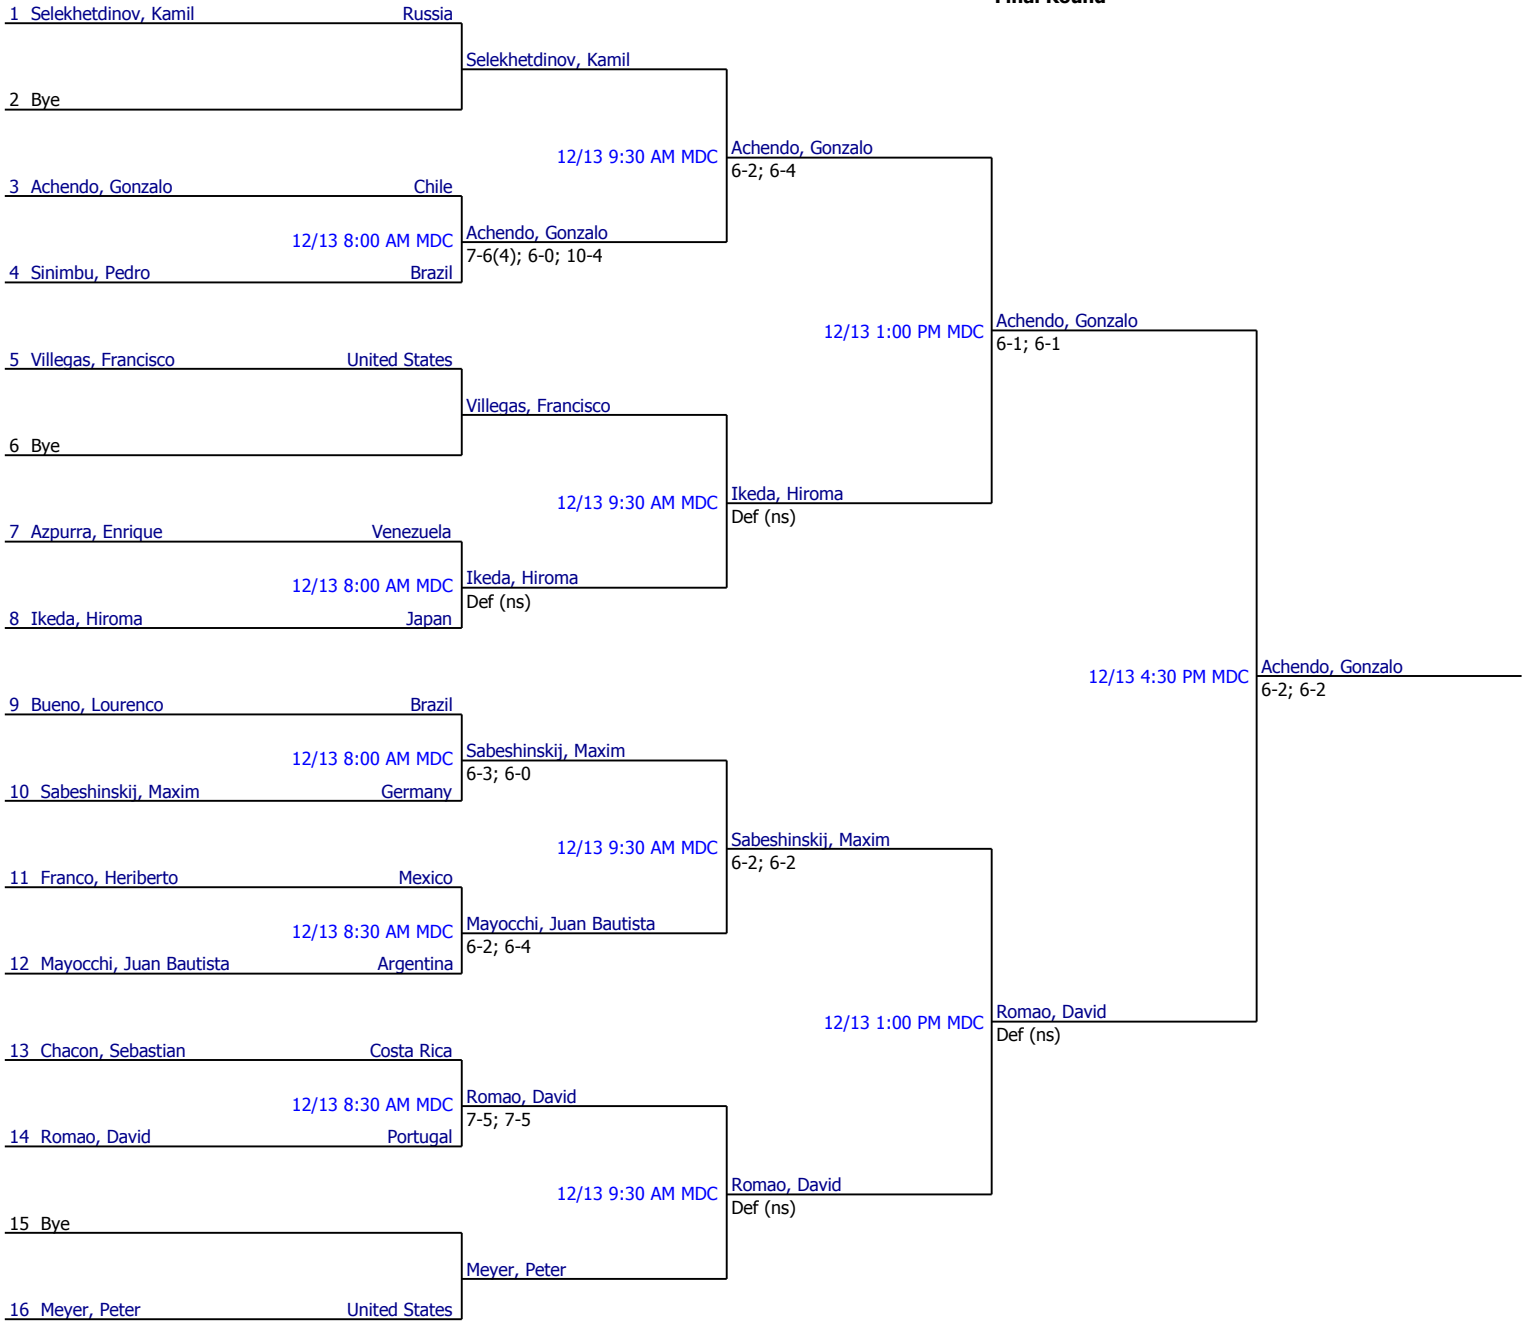 Final Round
1 Selekhetdinov, Kamil Russia
Selekhetdinov, Kamil
2 Bye
12/13 9:30 AM MDC Achendo, Gonzalo
6-2; 6-4
3 Achendo, Gonzalo Chile
12/13 8:00 AM MDC Achendo, Gonzalo
7-6(4); 6-0; 10-4
4 Sinimbu, Pedro Brazil
12/13 1:00 PM MDC Achendo, Gonzalo
6-1; 6-1
5 Villegas, Francisco United States
Villegas, Francisco
6 Bye
12/13 9:30 AM MDC Ikeda, Hiroma
Def (ns)
7 Azpurra, Enrique Venezuela
12/13 8:00 AM MDC Ikeda, Hiroma
Def (ns)
8 Ikeda, Hiroma Japan
12/13 4:30 PM MDC Achendo, Gonzalo
6-2; 6-2
9 Bueno, Lourenco Brazil
12/13 8:00 AM MDC Sabeshinskij, Maxim
6-3; 6-0
10 Sabeshinskij, Maxim Germany
12/13 9:30 AM MDC Sabeshinskij, Maxim
6-2; 6-2
11 Franco, Heriberto Mexico
12/13 8:30 AM MDC Mayocchi, Juan Bautista
6-2; 6-4
12 Mayocchi, Juan Bautista Argentina
12/13 1:00 PM MDC Romao, David
Def (ns)
13 Chacon, Sebastian Costa Rica
12/13 8:30 AM MDC Romao, David
7-5; 7-5
14 Romao, David Portugal
12/13 9:30 AM MDC Romao, David
Def (ns)
15 Bye
Meyer, Peter
16 Meyer, Peter United States